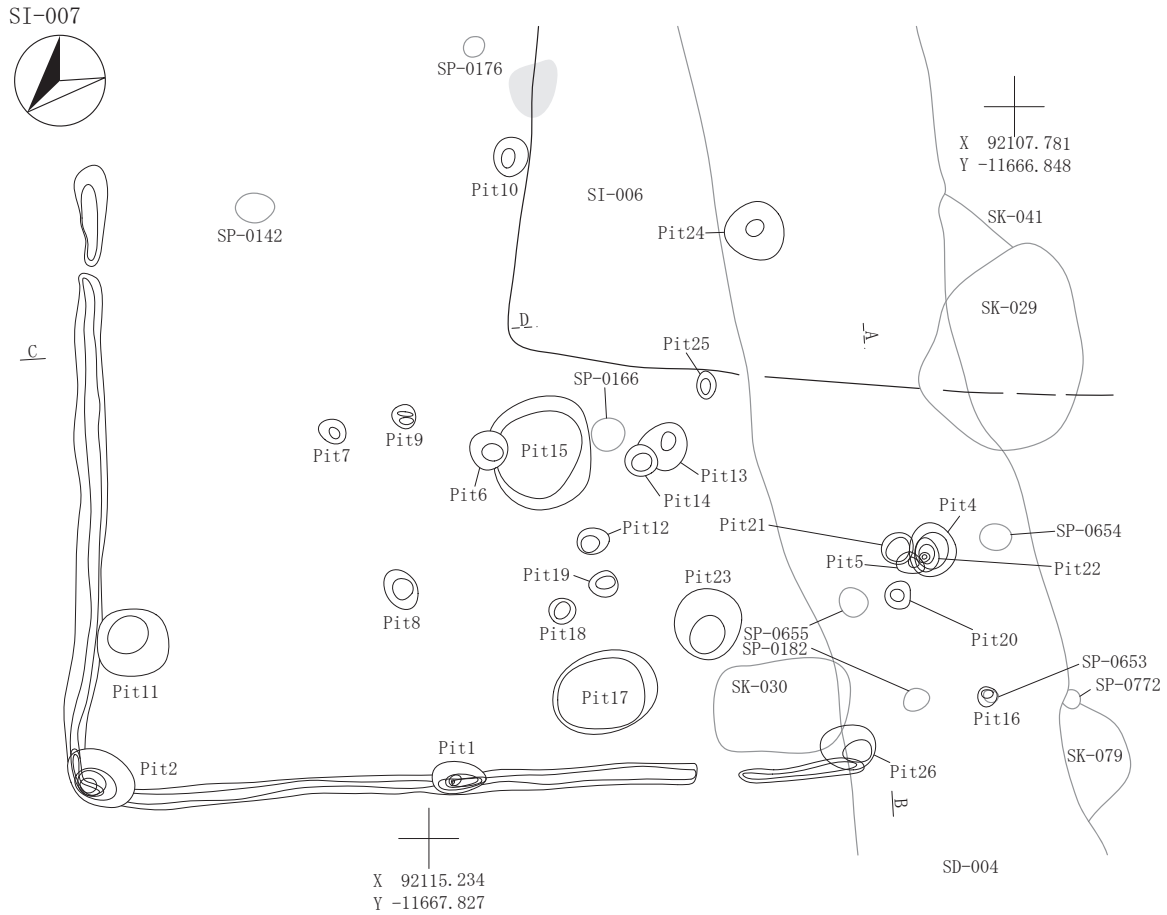 SI-007
SP-0176
X 92107.781
Y -11666.848
Pit10
SI-006
SK-041
SP-0142
Pit24
SK-029
D
A
C
Pit25
SP-0166
Pit9
Pit7
Pit15
Pit13
Pit6
Pit14
Pit4
Pit12
Pit21
SP-0654
Pit5
Pit22
Pit19
Pit23
Pit8
Pit18
SP-0655
Pit20
SP-0182
SP-0653
SK-030
SP-0772
Pit11
Pit17
Pit16
Pit1
SK-079
Pit2
Pit26
B
SD-004
X 92115.234
Y -11667.827